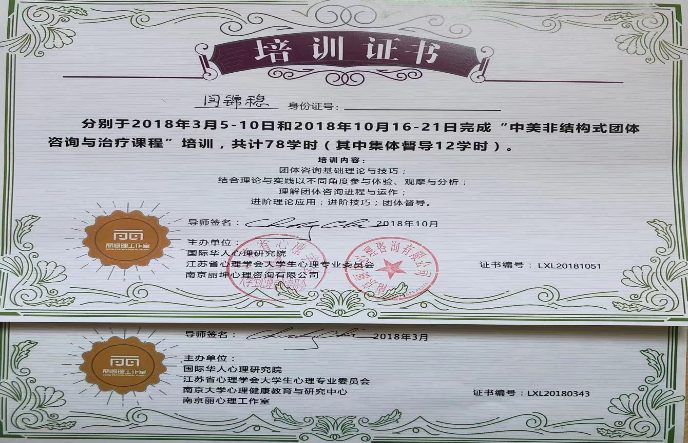 培训证书
闫锦稳 身份证号：
分别于2018年3月5-10日和2018年10月16-21日完成“中美非结构式团体
咨询与治疗课程”培训，共计78学时（其中集体督导12学时）。
培训内容：
团体咨询基础理论与技巧；
结合理论与实践以不同角度参与体验、观摩与分析；
理解团体咨询进程与运作；
进阶理论应用；进阶技巧；团体督导。
导师签名： 2018年10月
主办单位：
国际华人心理研究院
江苏省心理学会大学生心理专业委员会
南京丽坤心理咨询有限公司
证书编号： LXL20181051
丽心理工作室
导师签名： 2018年3月
主办单位：
国际华人心理研究院
江苏省心理学会大学生心理专业委员会
南京大学心理健康教育与研究中心
南京丽心理工作室
证书编号：LXL20180343
丽心理工作室